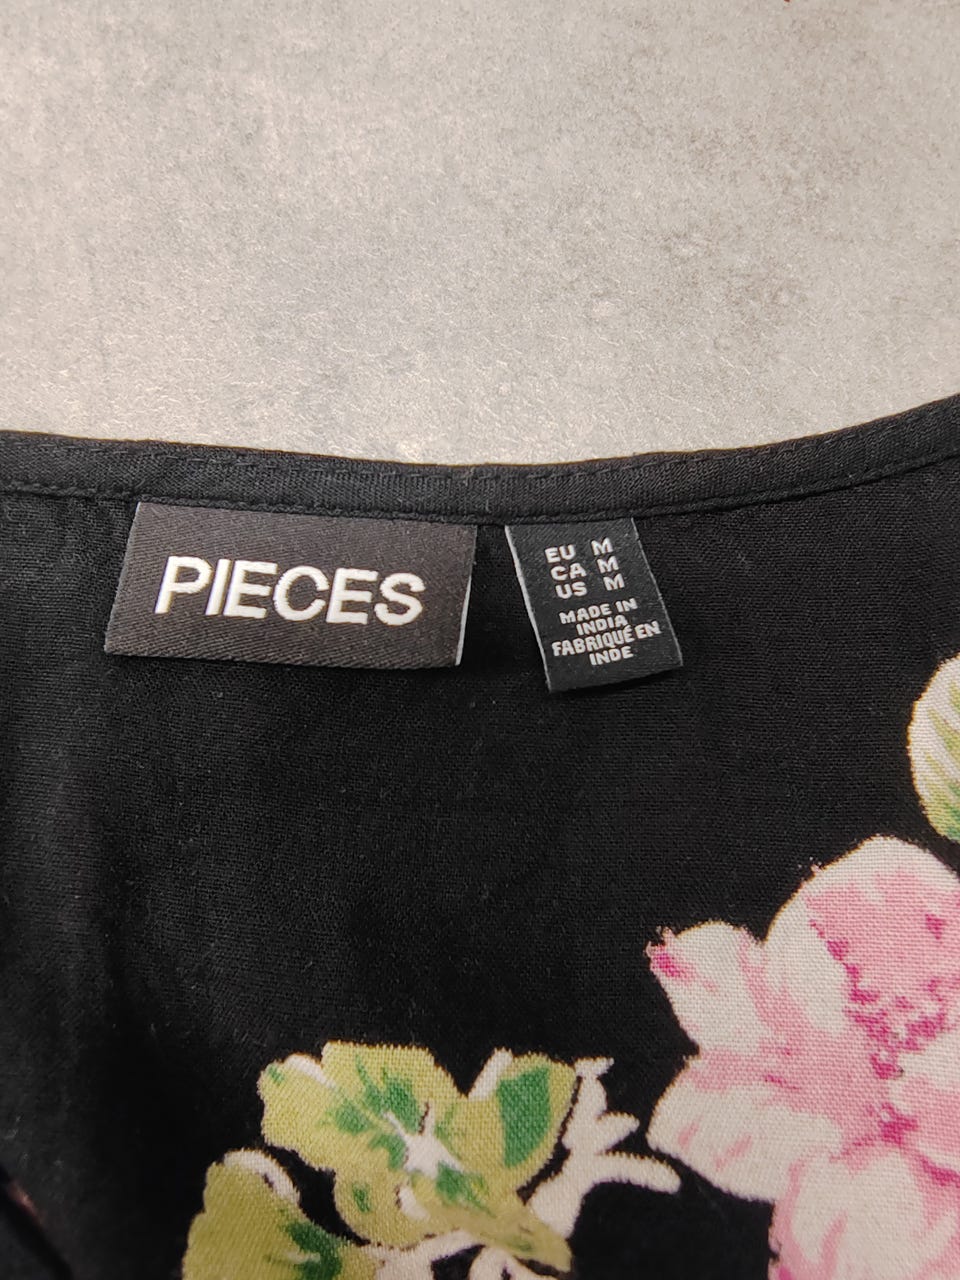 PIECES
EU M
CA M
US M
MADE IN
INDIA
FABRIQUÉ EN
INDE